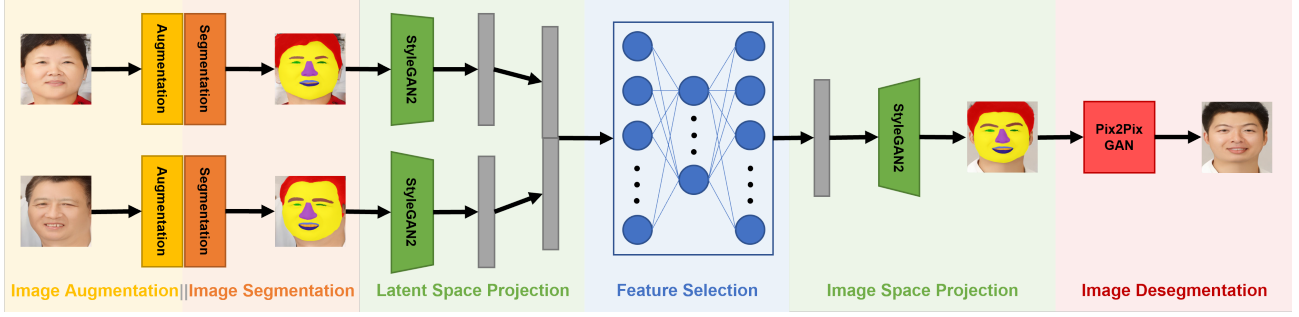 Augmentation
Segmentation
StyleGAN2
Augmentation
Segmentation
StyleGAN2
StyleGAN2
Pix2Pix
GAN
Image Augmentation||Image Segmentation
Latent Space Projection
Feature Selection
Image Space Projection
Image Desegmentation